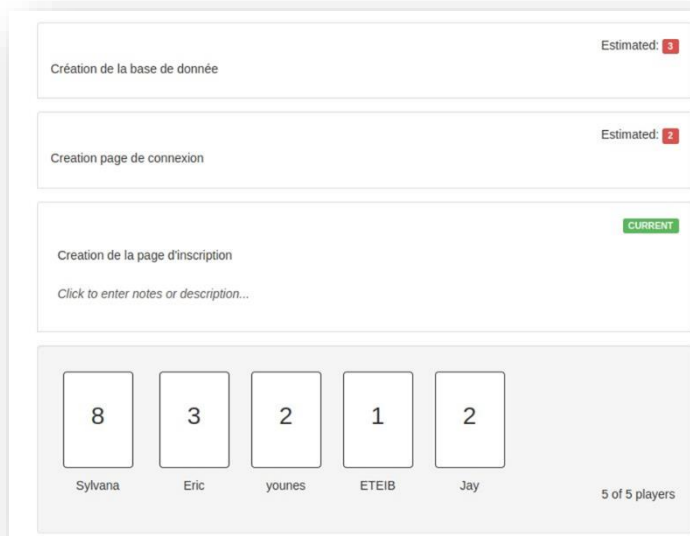 Estimated: 3
Création de la base de donnée
Estimated: 2
Creation page de connexion
CURRENT
Creation de la page d'inscription
Click to enter notes or description...
8 3 2 1 2
Sylvana Eric younes ETEIB Jay
5 of 5 players